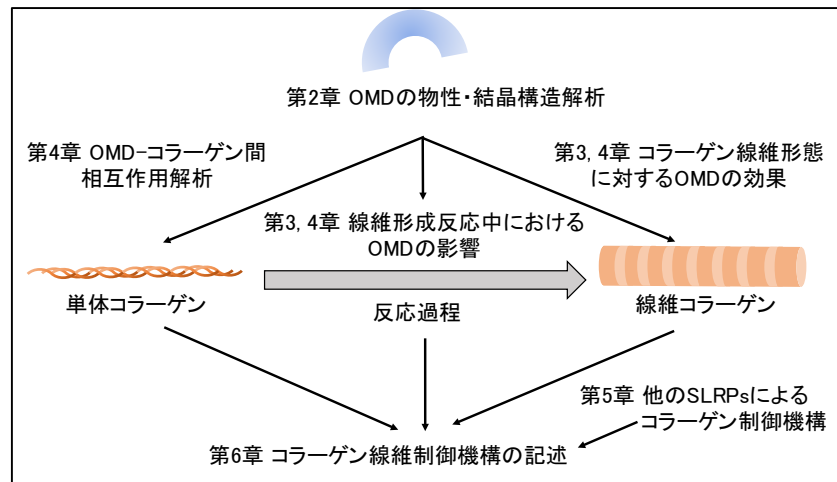 第2章 OMDの物性・結晶構造解析
第4章 OMD-コラーゲン間
相互作用解析
第3, 4章 コラーゲン線維形態
に対するOMDの効果
第3, 4章 線維形成反応中における
OMDの影響
単体コラーゲン
反応過程
線維コラーゲン
第5章 他のSLRPsによる
コラーゲン制御機構
第6章 コラーゲン線維制御機構の記述